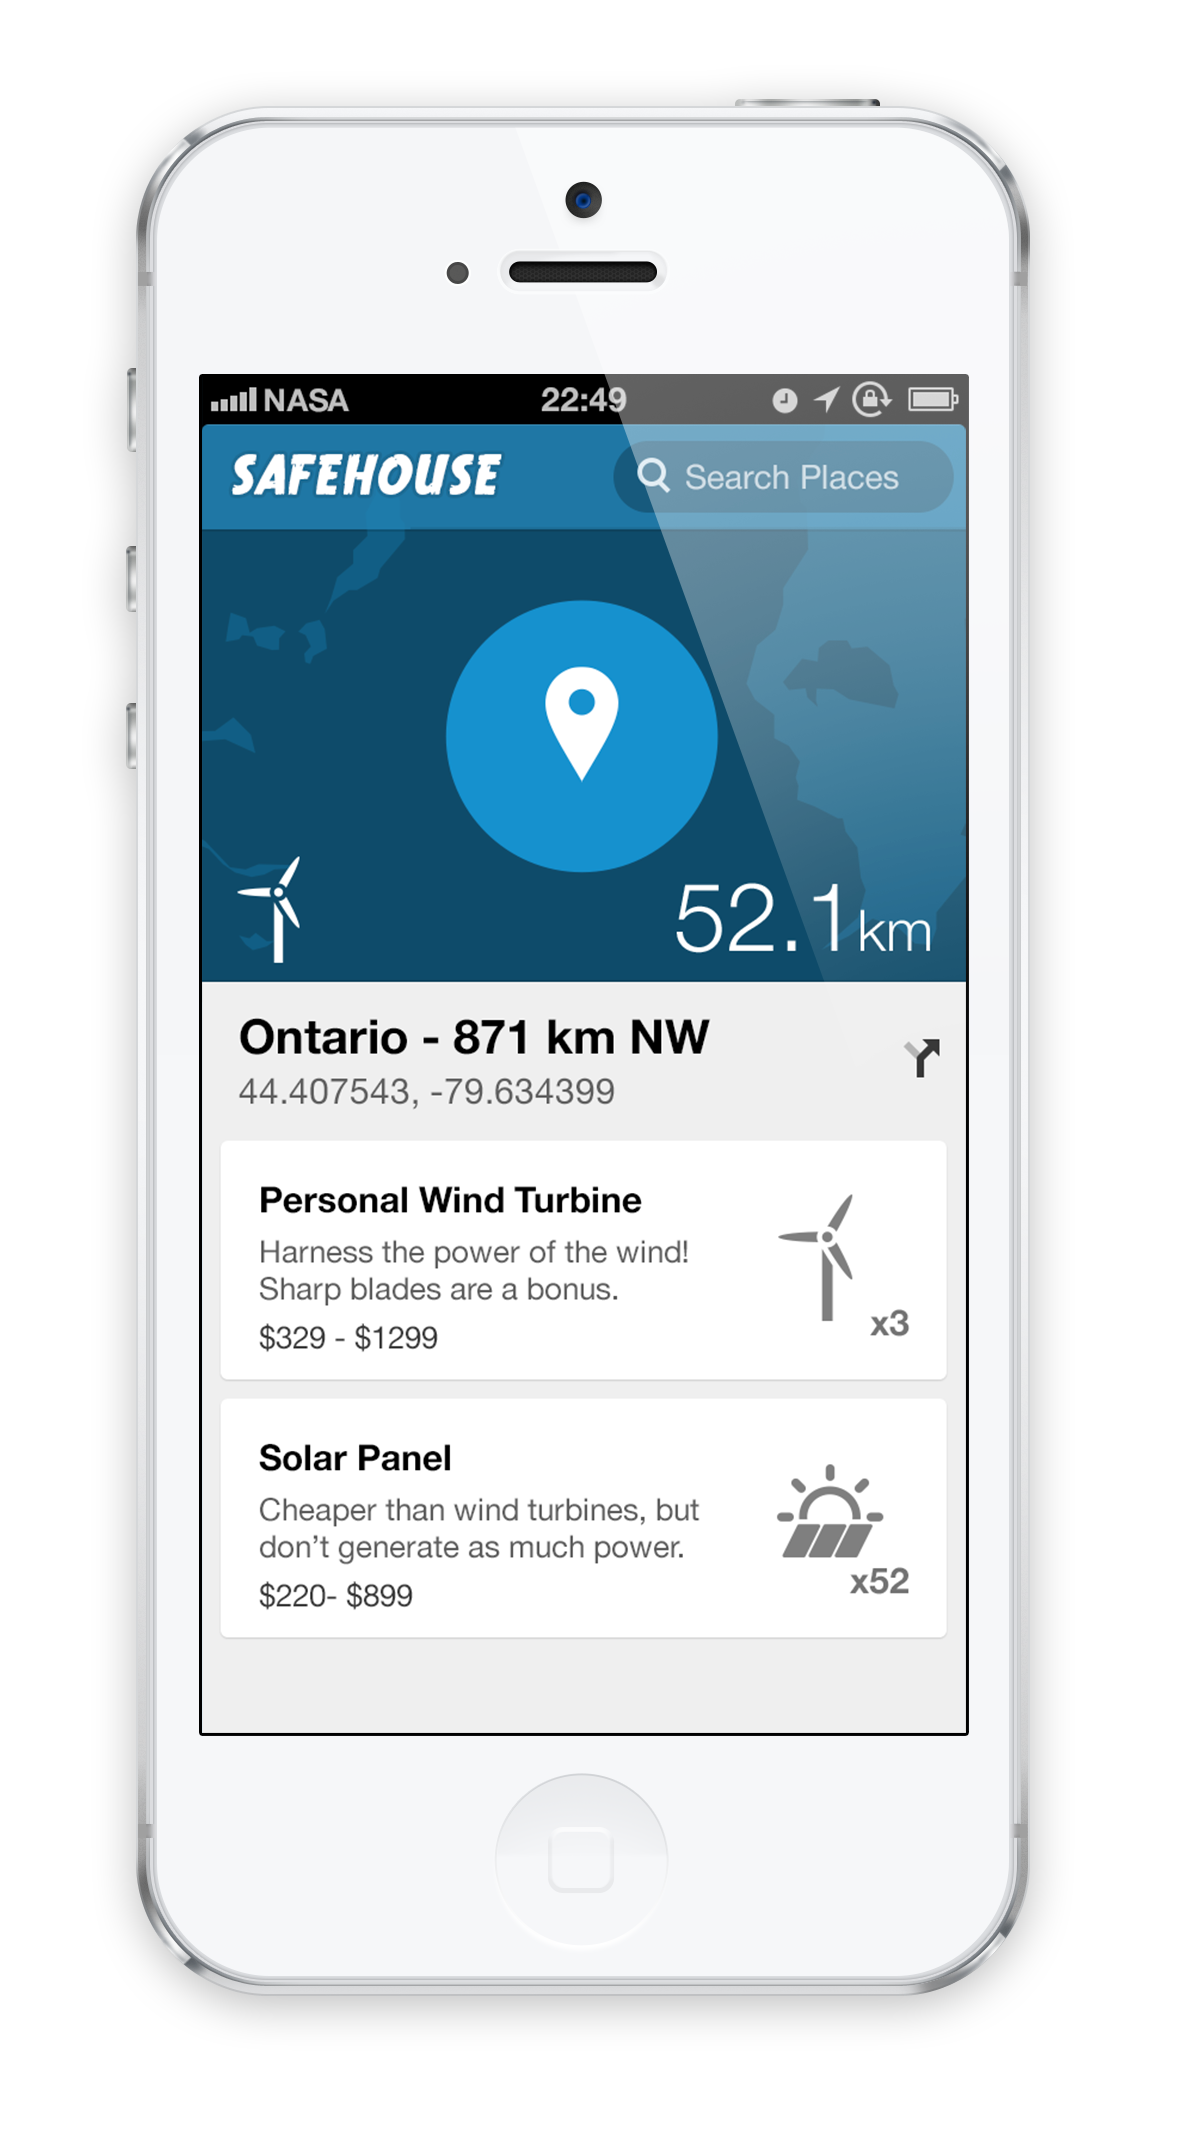 NASA 22:49
SAFEHOUSE Search Places
52.1km
Ontario - 871 km NW
44.407543, -79.634399
Personal Wind Turbine
Harness the power of the wind!
Sharp blades are a bonus.
$329 - $1299
x3
Solar Panel
Cheaper than wind turbines, but
don’t generate as much power.
$220- $899
x52